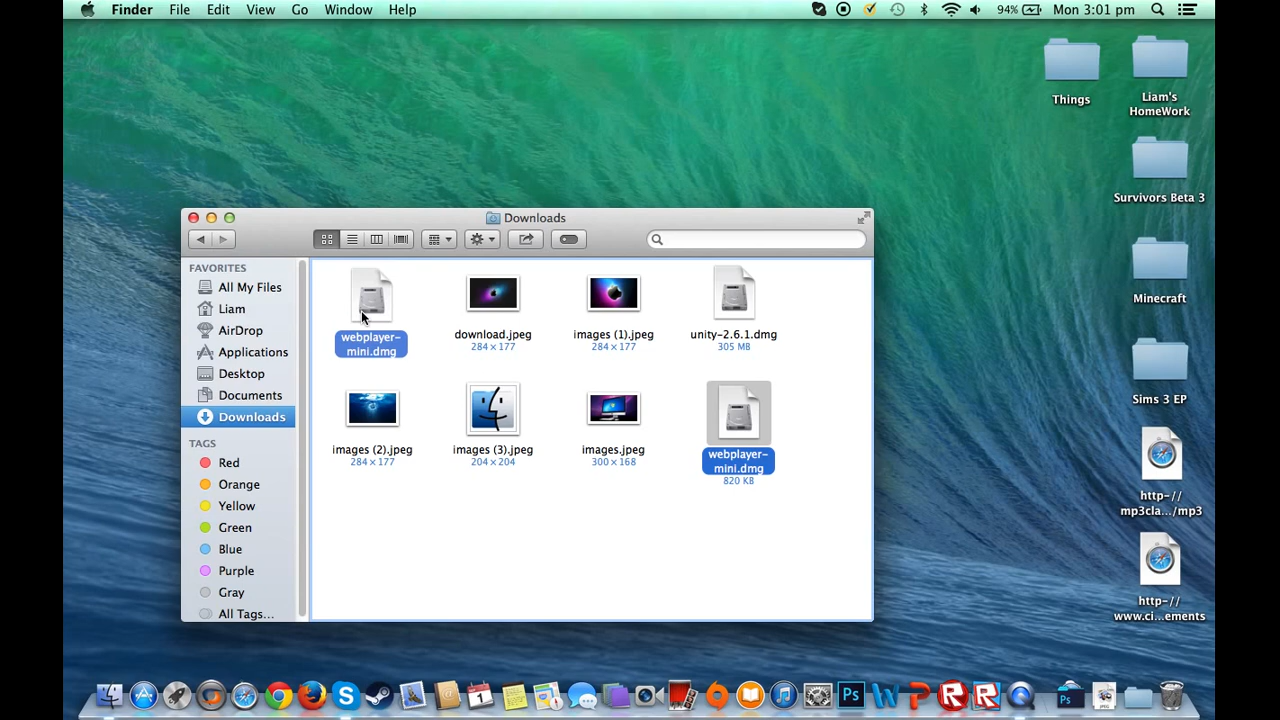 Finder File Edit View Go Window Help
94% Mon 3:01 pm
Things
Liam's
HomeWork
Survivors Beta 3
Minecraft
Sims 3 EP
http-//
mp3cla.../mp3
http-//
www.ci...ements
Downloads
FAVORITES
All My Files
Liam
AirDrop
Applications
Desktop
Documents
Downloads
TAGS
Red
Orange
Yellow
Green
Blue
Purple
Gray
All Tags...
webplayer-
mini.dmg
download.jpeg
284 × 177
images (1).jpeg
284 × 177
unity-2.6.1.dmg
305 MB
images (2).jpeg
284 × 177
images (3).jpeg
204 × 204
images.jpeg
300 × 168
webplayer-
mini.dmg
820 KB
1
Ps
Ps